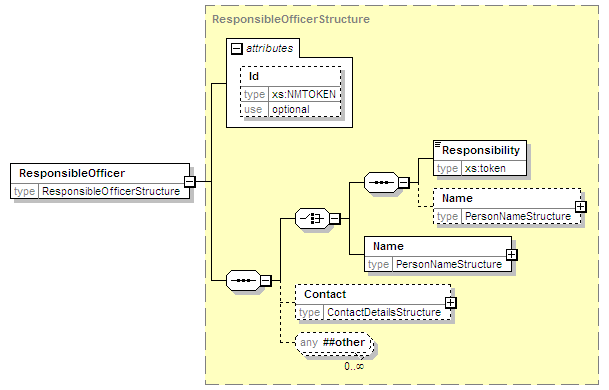 ResponsibleOfficerStructure
attributes
Id
type xs:NMTOKEN
use optional
ResponsibleOfficer
type ResponsibleOfficerStructure
Responsibility
type xs:token
Name
type PersonNameStructure
Name
type PersonNameStructure
Contact
type ContactDetailsStructure
any ##other
0..∞